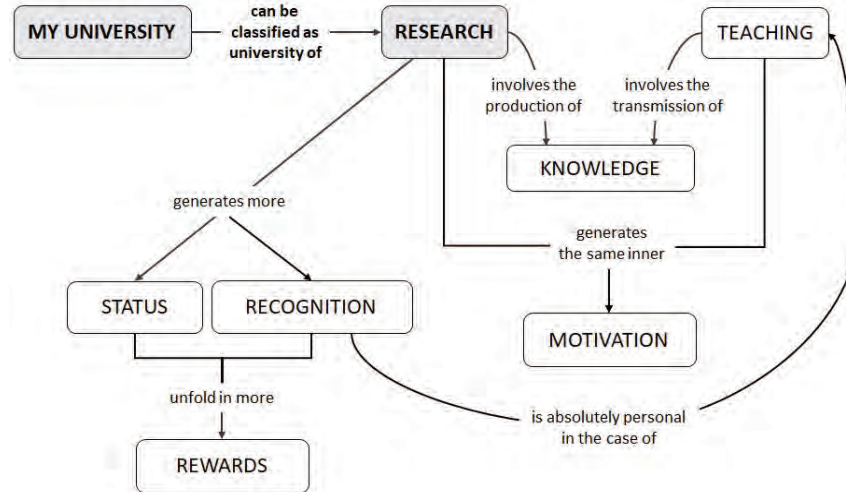 MY UNIVERSITY
can be
classified as
university of
RESEARCH
TEACHING
involves the
production of
involves the
transmission of
KNOWLEDGE
generates more
generates
the same inner
STATUS
RECOGNITION
MOTIVATION
unfold in more
is absolutely personal
in the case of
REWARDS